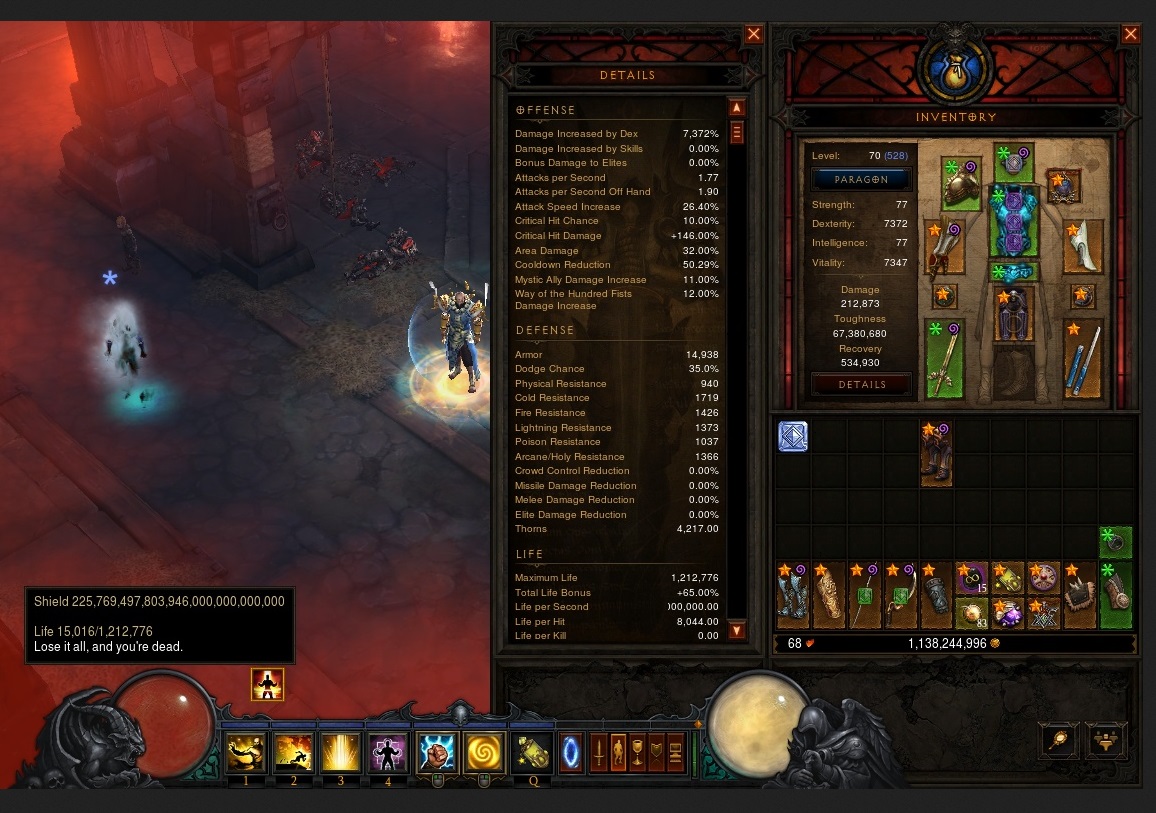 DETAILS
OFFENSE
Damage Increased by Dex 7,372%
Damage Increased by Skills 0.00%
Bonus Damage to Elites 0.00%
Attacks per Second 1.77
Attacks per Second Off Hand 1.90
Attack Speed Increase 26.40%
Critical Hit Chance 10.00%
Critical Hit Damage +146.00%
Area Damage 32.00%
Cooldown Reduction 50.29%
Mystic Ally Damage Increase 11.00%
Way of the Hundred Fists 12.00%
Damage Increase
DEFENSE
Armor 14,938
Dodge Chance 35.0%
Physical Resistance 940
Cold Resistance 1719
Fire Resistance 1426
Lightning Resistance 1373
Poison Resistance 1037
Arcane/Holy Resistance 1366
Crowd Control Reduction 0.00%
Missile Damage Reduction 0.00%
Melee Damage Reduction 0.00%
Elite Damage Reduction 0.00%
Thorns 4,217.00
LIFE
Maximum Life 1,212,776
Total Life Bonus +65.00%
Life per Second 000,000.00
Life per Hit 8,044.00
Life per Kill 0.00
INVENTORY
Level: 70 (528)
PARAGON
Strength: 77
Dexterity: 7372
Intelligence: 77
Vitality: 7347
Damage
212,873
Toughness
67,380,680
Recovery
534,930
DETAILS
15
83
68
1,138,244,996
Shield 225,769,497,803,946,000,000,000,000
Life 15,016/1,212,776
Lose it all, and you're dead.
1
2
3
4
Q